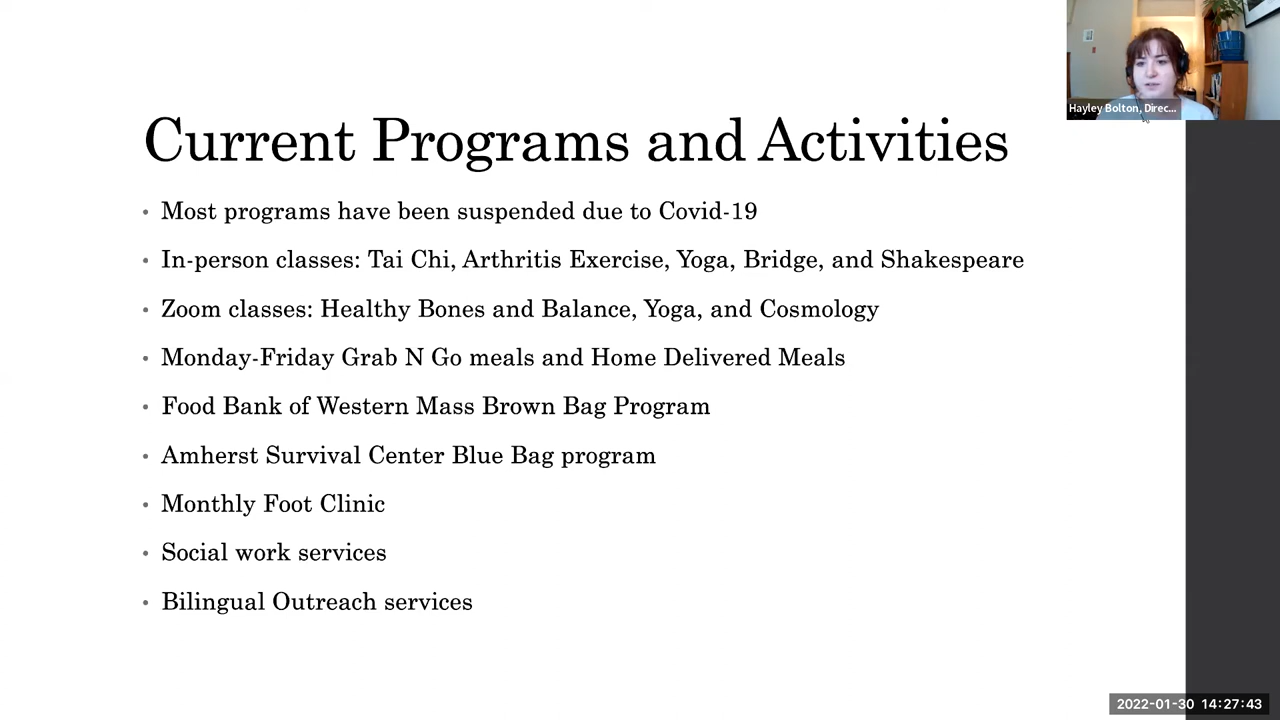 Hayley Bolton, Direc...
Current Programs and Activities
• Most programs have been suspended due to Covid-19
• In-person classes: Tai Chi, Arthritis Exercise, Yoga, Bridge, and Shakespeare
• Zoom classes: Healthy Bones and Balance, Yoga, and Cosmology
• Monday-Friday Grab N Go meals and Home Delivered Meals
• Food Bank of Western Mass Brown Bag Program
• Amherst Survival Center Blue Bag program
• Monthly Foot Clinic
• Social work services
• Bilingual Outreach services
2022-01-30 14:27:43